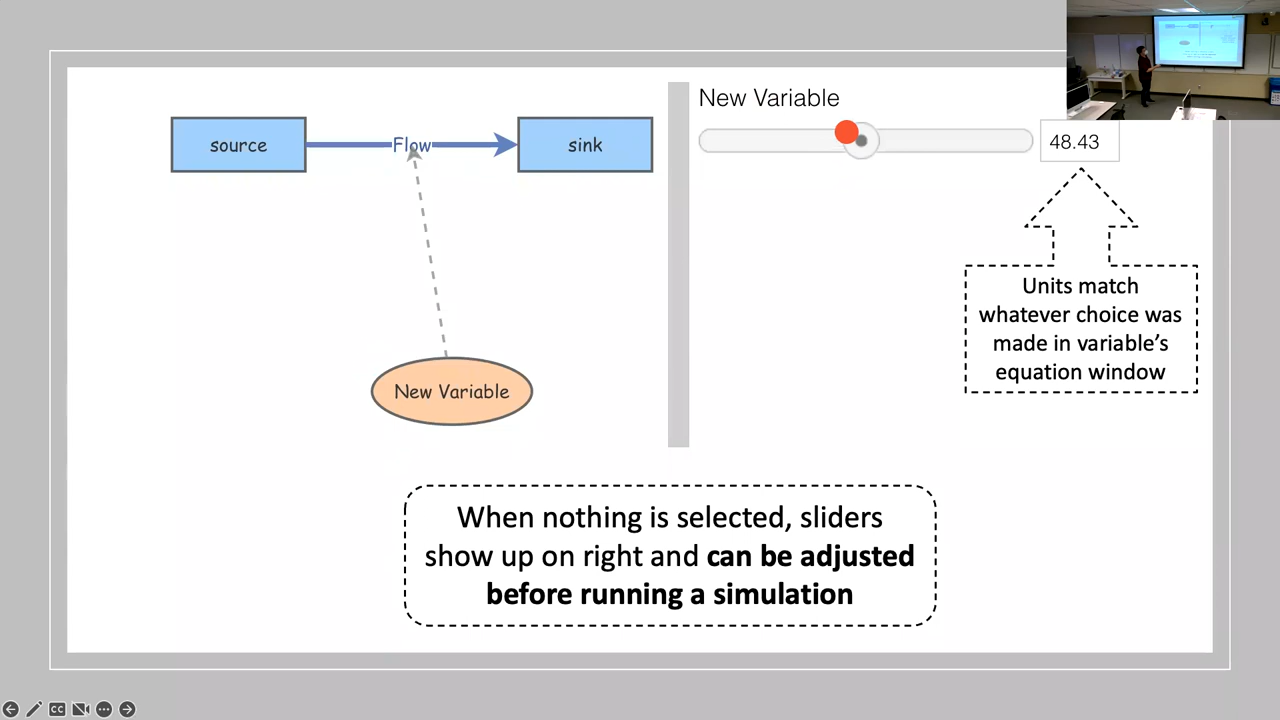 source
Flow
sink
New Variable
New Variable
48.43
Units match
whatever choice was
made in variable's
equation window
When nothing is selected, sliders
show up on right and can be adjusted
before running a simulation
CC